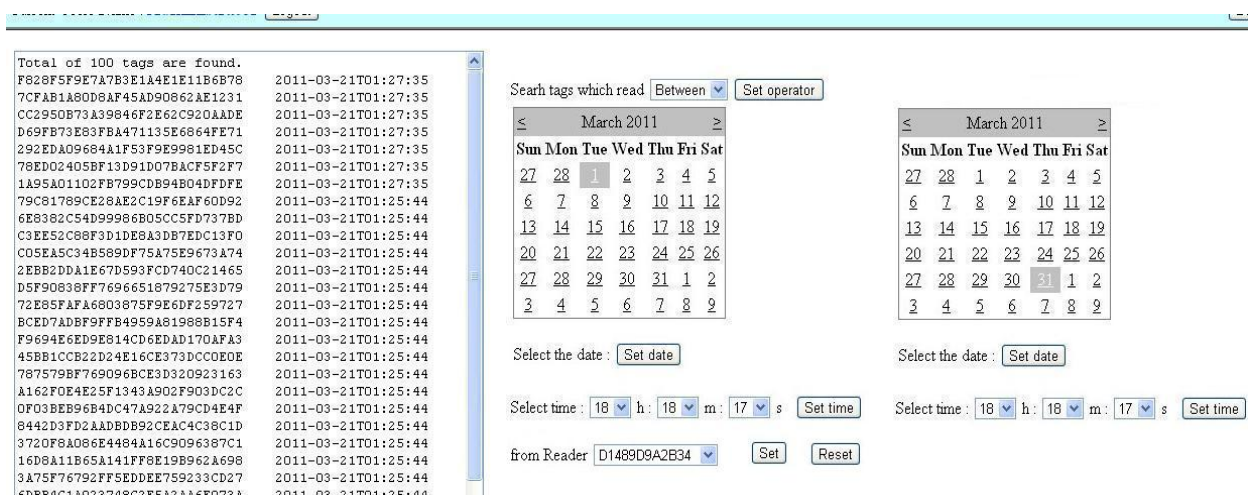 Total of 100 tags are found.
F828F5F9E7A7B3E1A4E1E11B6B78 2011-03-21T01:27:35
7CFAB1A80D8AF45AD90862AE1231 2011-03-21T01:27:35
CC2950B73A39846F2E62C920AADE 2011-03-21T01:27:35
D69FB73E83FBA471135E6864FE71 2011-03-21T01:27:35
292EDA09684A1F53F9E9981ED45C 2011-03-21T01:27:35
78ED02405BF13D91D07BACF5F2F7 2011-03-21T01:27:35
1A95A01102FB799CDB94B04DFDFE 2011-03-21T01:27:35
79C81789CE28AE2C19F6EAF60D92 2011-03-21T01:25:44
6E8382C54D99986B05CC5FD737BD 2011-03-21T01:25:44
C3EE52C88F3D1DE8A3DB7EDC13F0 2011-03-21T01:25:44
C05EA5C34B589DF75A75E9673A74 2011-03-21T01:25:44
2EBB2DDA1E67D593FCD740C21465 2011-03-21T01:25:44
D5F90838FF7696651879275E3D79 2011-03-21T01:25:44
72E85FAFA6803875F9E6DF259727 2011-03-21T01:25:44
BCED7ADBF9FFB4959A81988B15F4 2011-03-21T01:25:44
F9694E6ED9E814CD6EDAD170AFA3 2011-03-21T01:25:44
45BB1CCB22D24E16CE373DCC0E0E 2011-03-21T01:25:44
787579BF769096BCE3D320923163 2011-03-21T01:25:44
A162F0E4E25F1343A902F903DC2C 2011-03-21T01:25:44
0F03BEB96B4DC47A922A79CD4E4F 2011-03-21T01:25:44
8442D3FD2AADBDB92CEAC4C38C1D 2011-03-21T01:25:44
3720F8A086E4484A16C9096387C1 2011-03-21T01:25:44
16D8A11B65A141FF8E19B962A698 2011-03-21T01:25:44
3A75F76792FF5EDDEE759233CD27 2011-03-21T01:25:44
Searh tags which read Between Set operator
< March 2011 >
Sun Mon Tue Wed Thu Fri Sat
27 28 1 2 3 4 5
6 7 8 9 10 11 12
13 14 15 16 17 18 19
20 21 22 23 24 25 26
27 28 29 30 31 1 2
3 4 5 6 7 8 9
Select the date : Set date
Select time : 18 h : 18 m : 17 s Set time
from Reader D1489D9A2B34 Set Reset
< March 2011 >
Sun Mon Tue Wed Thu Fri Sat
27 28 1 2 3 4 5
6 7 8 9 10 11 12
13 14 15 16 17 18 19
20 21 22 23 24 25 26
27 28 29 30 31 1 2
3 4 5 6 7 8 9
Select the date : Set date
Select time : 18 h : 18 m : 17 s Set time